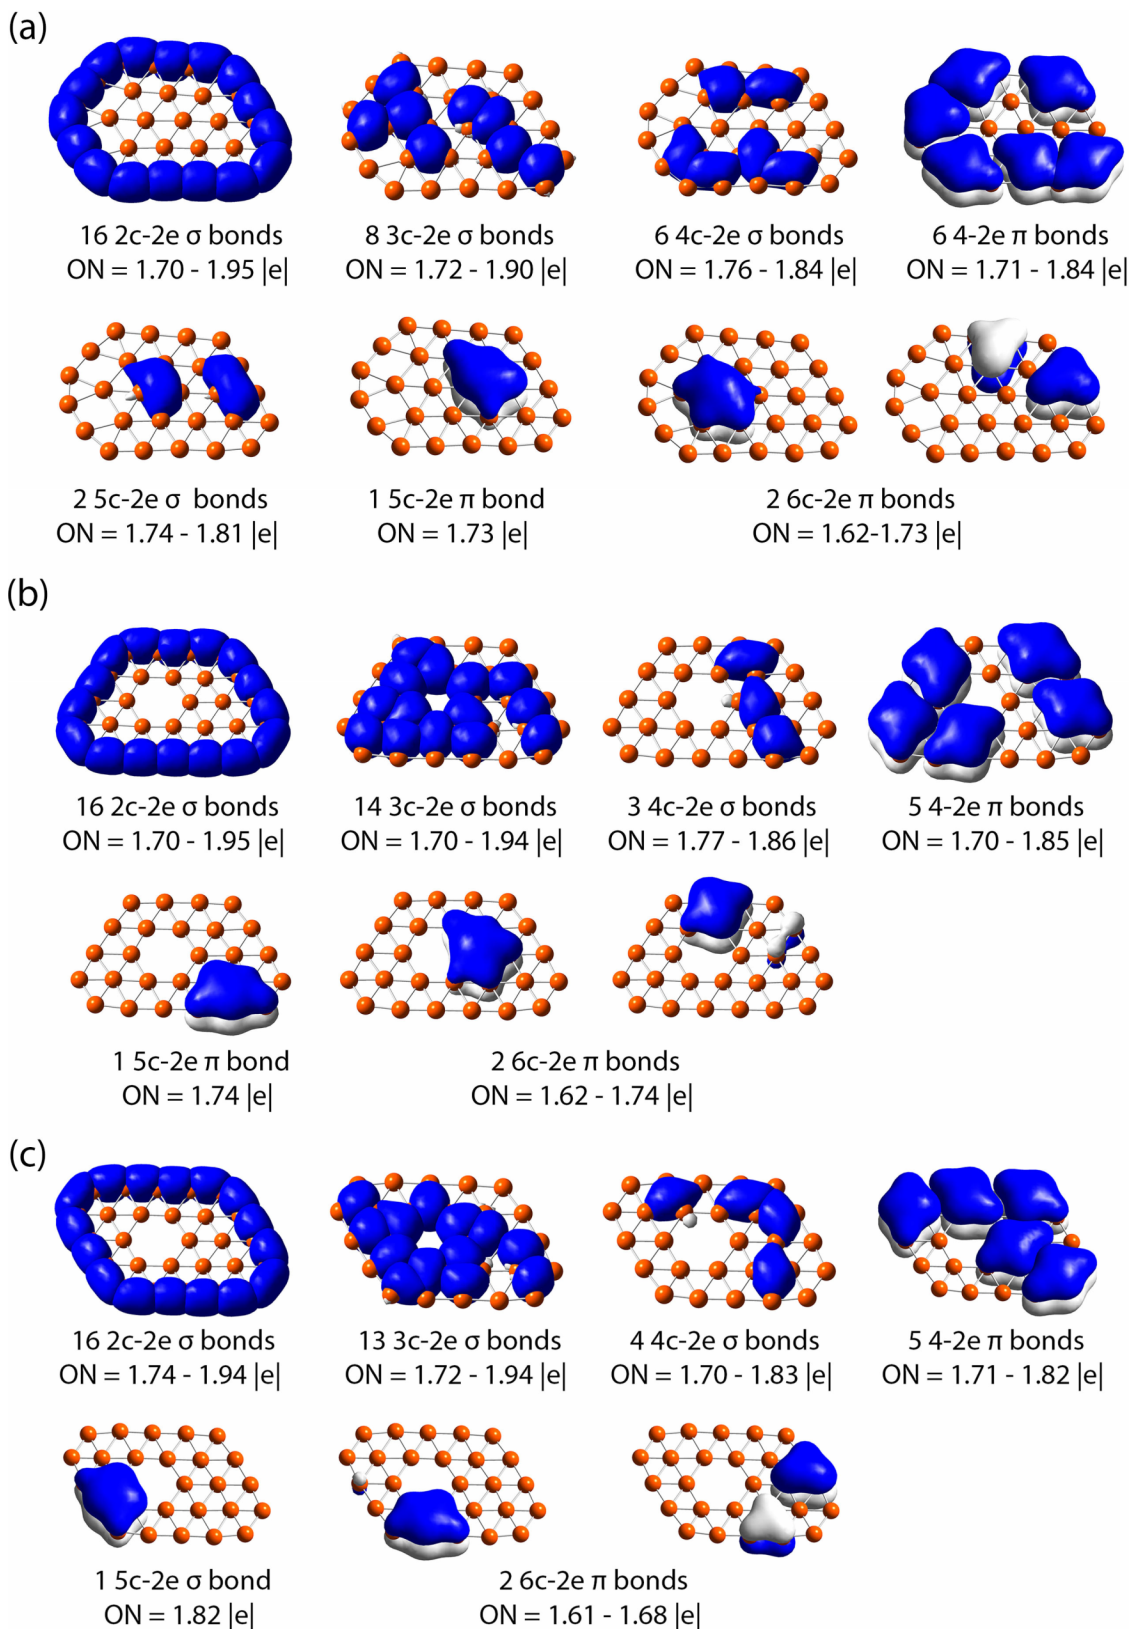 (a)
16 2c-2e σ bonds
ON = 1.70 - 1.95 |e|
8 3c-2e σ bonds
ON = 1.72 - 1.90 |e|
6 4c-2e σ bonds
ON = 1.76 - 1.84 |e|
6 4-2e π bonds
ON = 1.71 - 1.84 |e|
2 5c-2e σ bonds
ON = 1.74 - 1.81 |e|
1 5c-2e π bond
ON = 1.73 |e|
2 6c-2e π bonds
ON = 1.62-1.73 |e|
(b)
16 2c-2e σ bonds
ON = 1.70 - 1.95 |e|
14 3c-2e σ bonds
ON = 1.70 - 1.94 |e|
3 4c-2e σ bonds
ON = 1.77 - 1.86 |e|
5 4-2e π bonds
ON = 1.70 - 1.85 |e|
1 5c-2e π bond
ON = 1.74 |e|
2 6c-2e π bonds
ON = 1.62 - 1.74 |e|
(c)
16 2c-2e σ bonds
ON = 1.74 - 1.94 |e|
13 3c-2e σ bonds
ON = 1.72 - 1.94 |e|
4 4c-2e σ bonds
ON = 1.70 - 1.83 |e|
5 4-2e π bonds
ON = 1.71 - 1.82 |e|
1 5c-2e σ bond
ON = 1.82 |e|
2 6c-2e π bonds
ON = 1.61 - 1.68 |e|